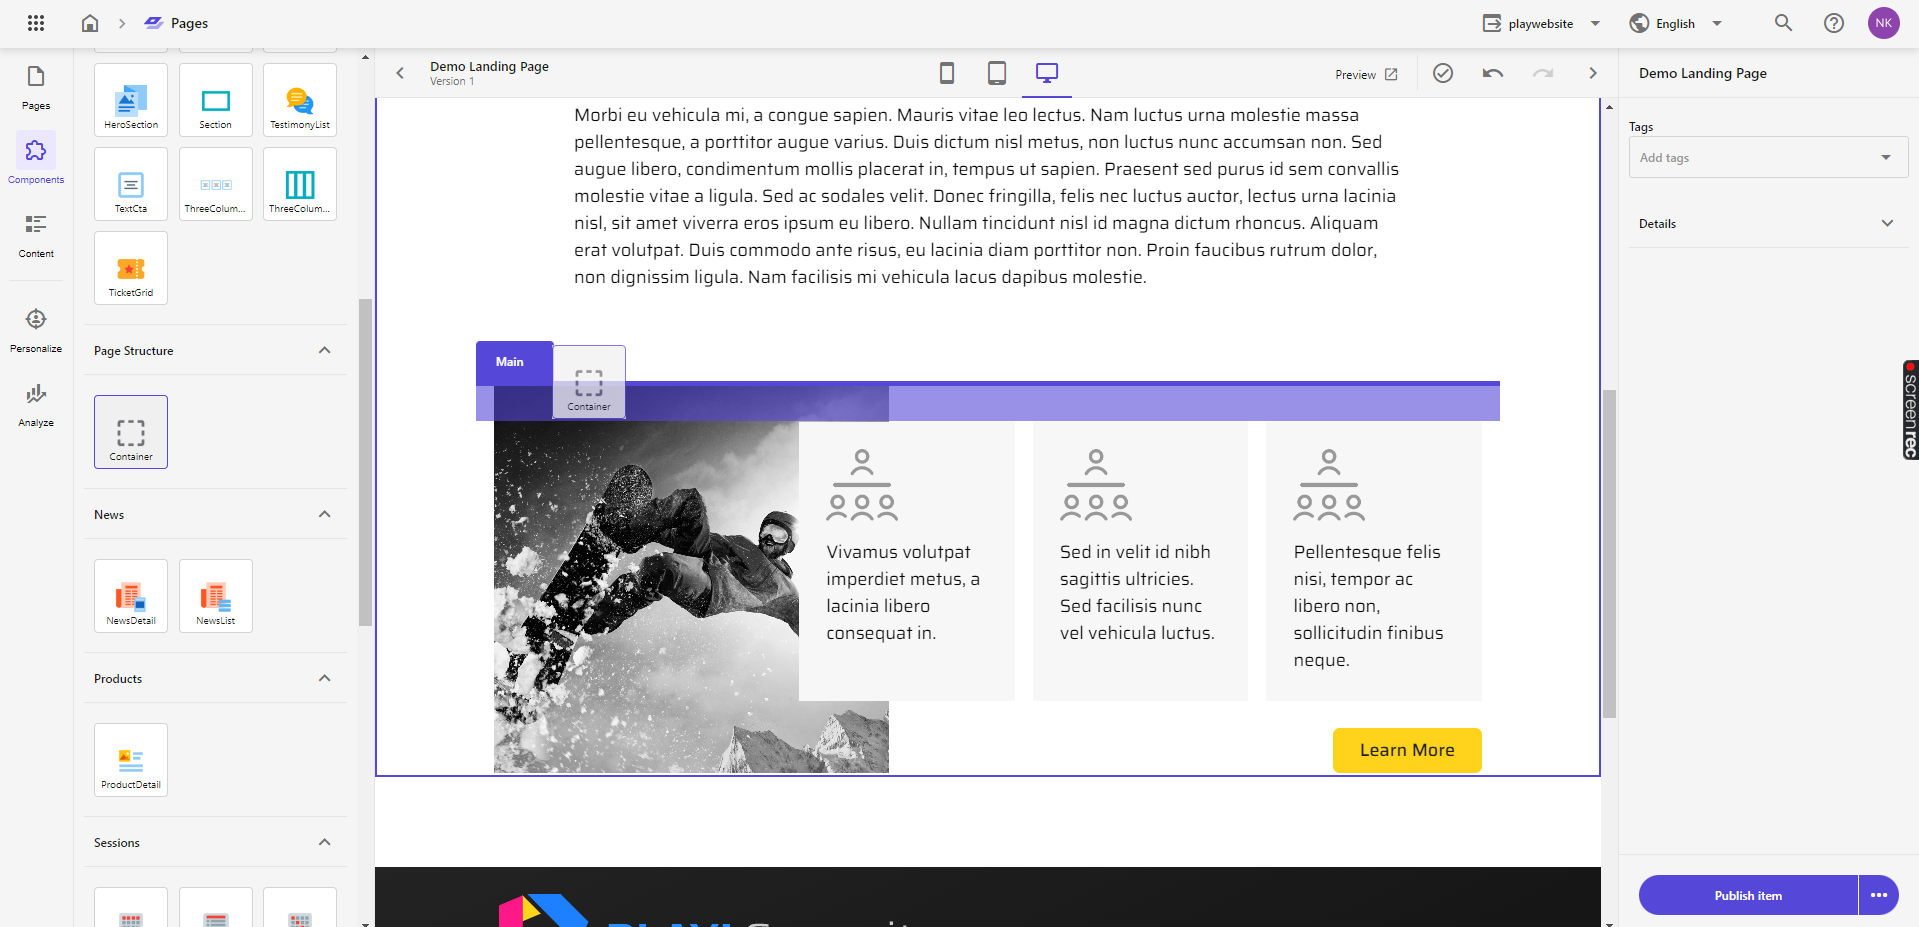 Pages
playwebsite
English
NK
Pages
Components
Content
Personalize
Analyze
HeroSection
Section
TestimonyList
TextCta
ThreeColum...
ThreeColum...
TicketGrid
Page Structure
Container
News
NewsDetail
NewsList
Products
ProductDetail
Sessions
Demo Landing Page
Version 1
Preview
Morbi eu vehicula mi, a congue sapien. Mauris vitae leo lectus. Nam luctus urna molestie massa
pellentesque, a porttitor augue varius. Duis dictum nisl metus, non luctus nunc accumsan non. Sed
augue libero, condimentum mollis placerat in, tempus ut sapien. Praesent sed purus id sem convallis
molestie vitae a ligula. Sed ac sodales velit. Donec fringilla, felis nec luctus auctor, lectus urna lacinia
nisl, sit amet viverra eros ipsum eu libero. Nullam tincidunt nisl id magna dictum rhoncus. Aliquam
erat volutpat. Duis commodo ante risus, eu lacinia diam porttitor non. Proin faucibus rutrum dolor,
non dignissim ligula. Nam facilisis mi vehicula lacus dapibus molestie.
Main
Container
Vivamus volutpat
imperdiet metus, a
lacinia libero
consequat in.
Sed in velit id nibh
sagittis ultricies.
Sed facilisis nunc
vel vehicula luctus.
Pellentesque felis
nisi, tempor ac
libero non,
sollicitudin finibus
neque.
Learn More
Demo Landing Page
Tags
Add tags
Details
Publish item
screenrec